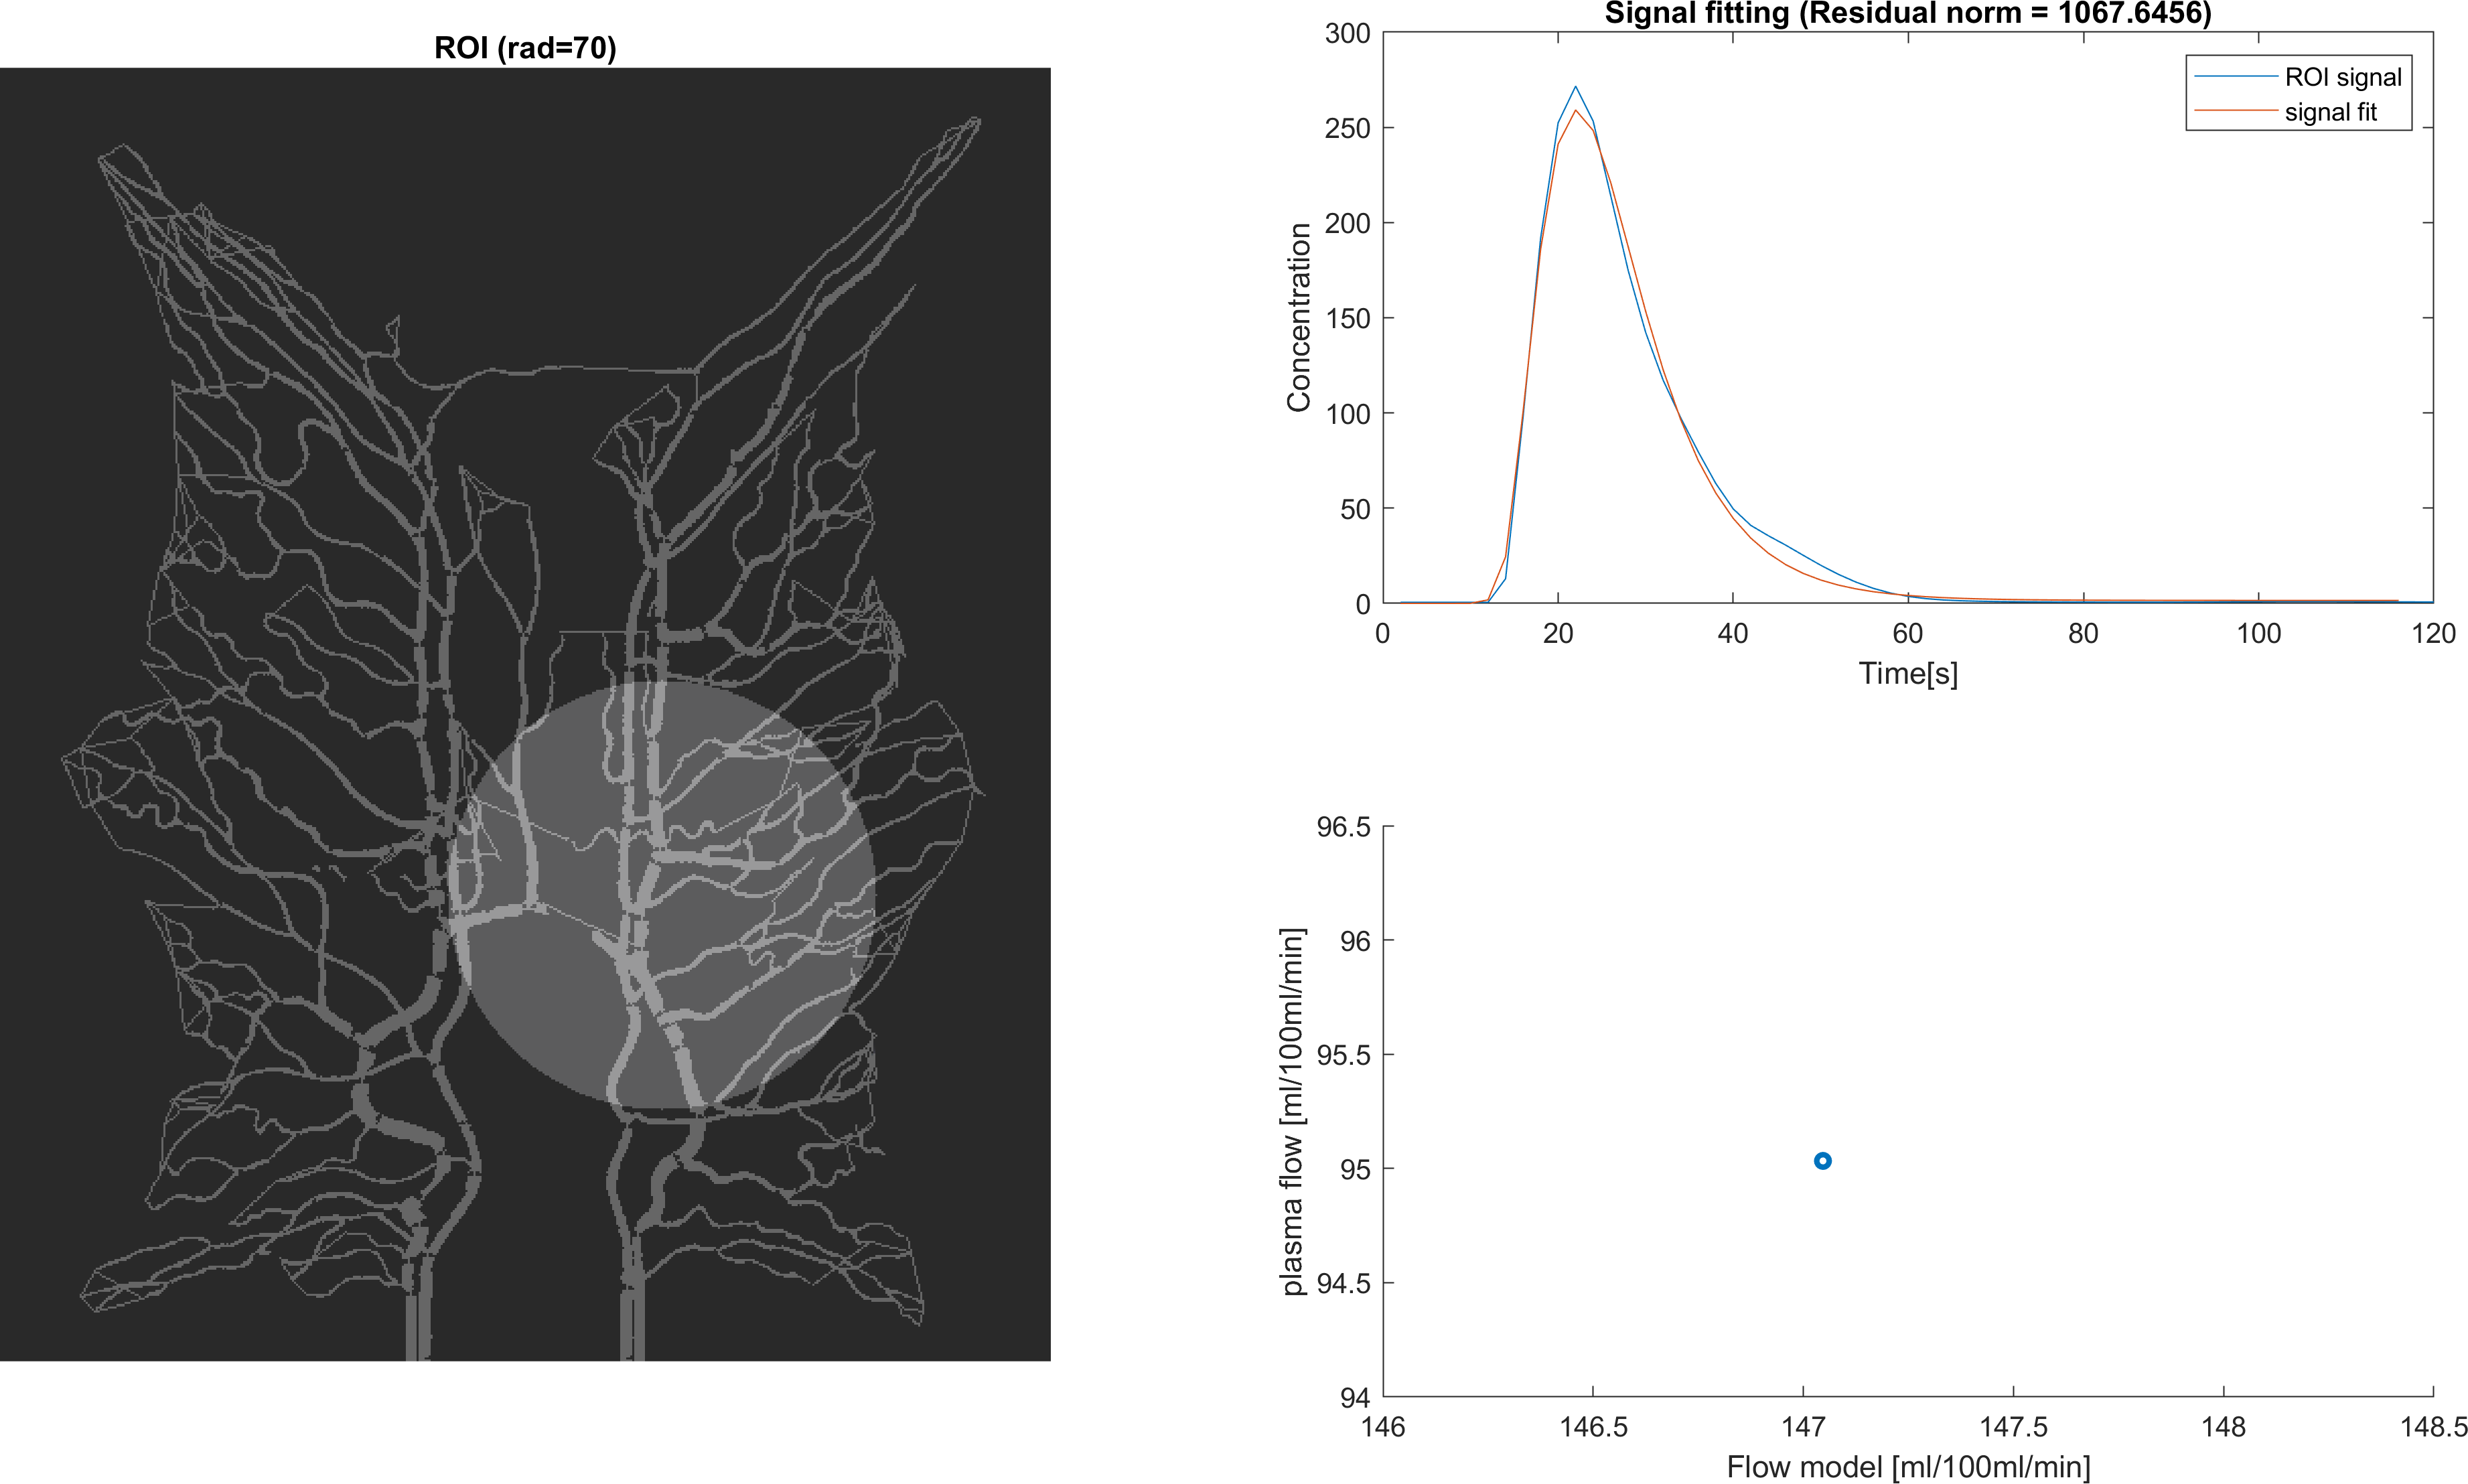 ROI (rad=70)
Signal fitting (Residual norm = 1067.6456)
300
250
200
150
100
50
0
Concentration
ROI signal
signal fit
0 20 40 60 80 100 120
Time[s]
96.5
96
95.5
95
94.5
94
plasma flow [ml/100ml/min]
146 146.5 147 147.5 148 148.5
Flow model [ml/100ml/min]